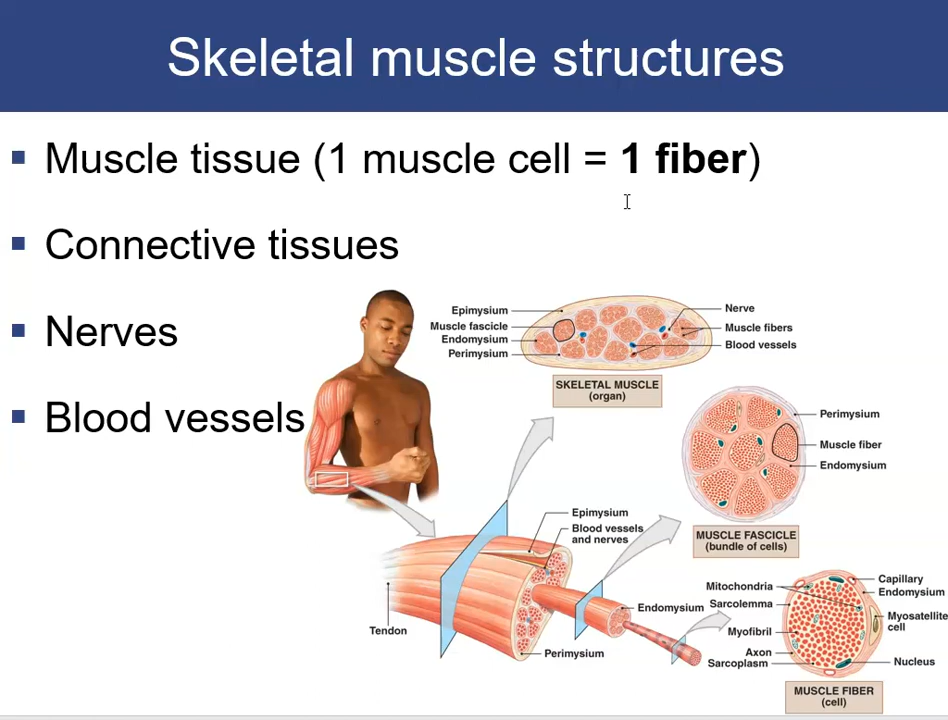 Skeletal muscle structures
▪ Muscle tissue (1 muscle cell = 1 fiber)
▪ Connective tissues
▪ Nerves
▪ Blood vessels
Epimysium
Muscle fascicle
Endomysium
Perimysium
Nerve
Muscle fibers
Blood vessels
SKELETAL MUSCLE
(organ)
Perimysium
Muscle fiber
Endomysium
MUSCLE FASCICLE
(bundle of cells)
Epimysium
Blood vessels
and nerves
Endomysium
Perimysium
Tendon
Mitochondria
Sarcolemma
Myofibril
Axon
Sarcoplasm
Capillary
Endomysium
Myosatellite
cell
Nucleus
MUSCLE FIBER
(cell)